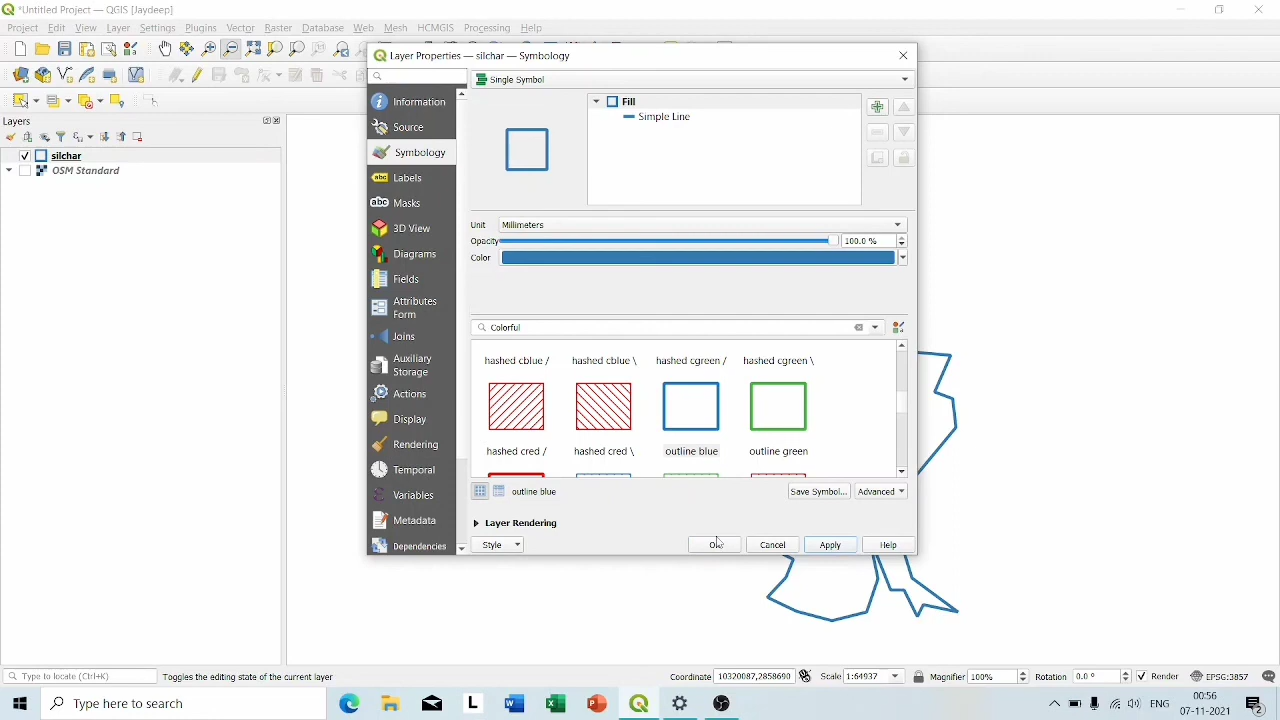 *Untitled Project — QGIS [Jaydeep]
Project Edit View Layer Settings Plugins Vector Raster Database Web Mesh HCMGIS Processing Help
Layer Properties — silchar — Symbology
Single Symbol
Information
Source
Symbology
Labels
Masks
3D View
Diagrams
Fields
Attributes
Form
Joins
Auxiliary
Storage
Actions
Display
Rendering
Temporal
Variables
Metadata
Dependencies
Layers
silchar
OSM Standard
Fill
Simple Line
Unit Millimeters
Opacity 100.0 %
Color
Colorful
hashed cblue / hashed cblue \ hashed cgreen / hashed cgreen \
hashed cred / hashed cred \ outline blue outline green
outline blue Save Symbol... Advanced
Layer Rendering
Style OK Cancel Apply Help
Type to locate (Ctrl+K) Toggles the editing state of the current layer Coordinate 10320087,2858690 Scale 1:64937 Magnifier 100% Rotation 0.0 ° Render EPSG:3857
Type here to search
ENG
00:56
07-11-2021
2